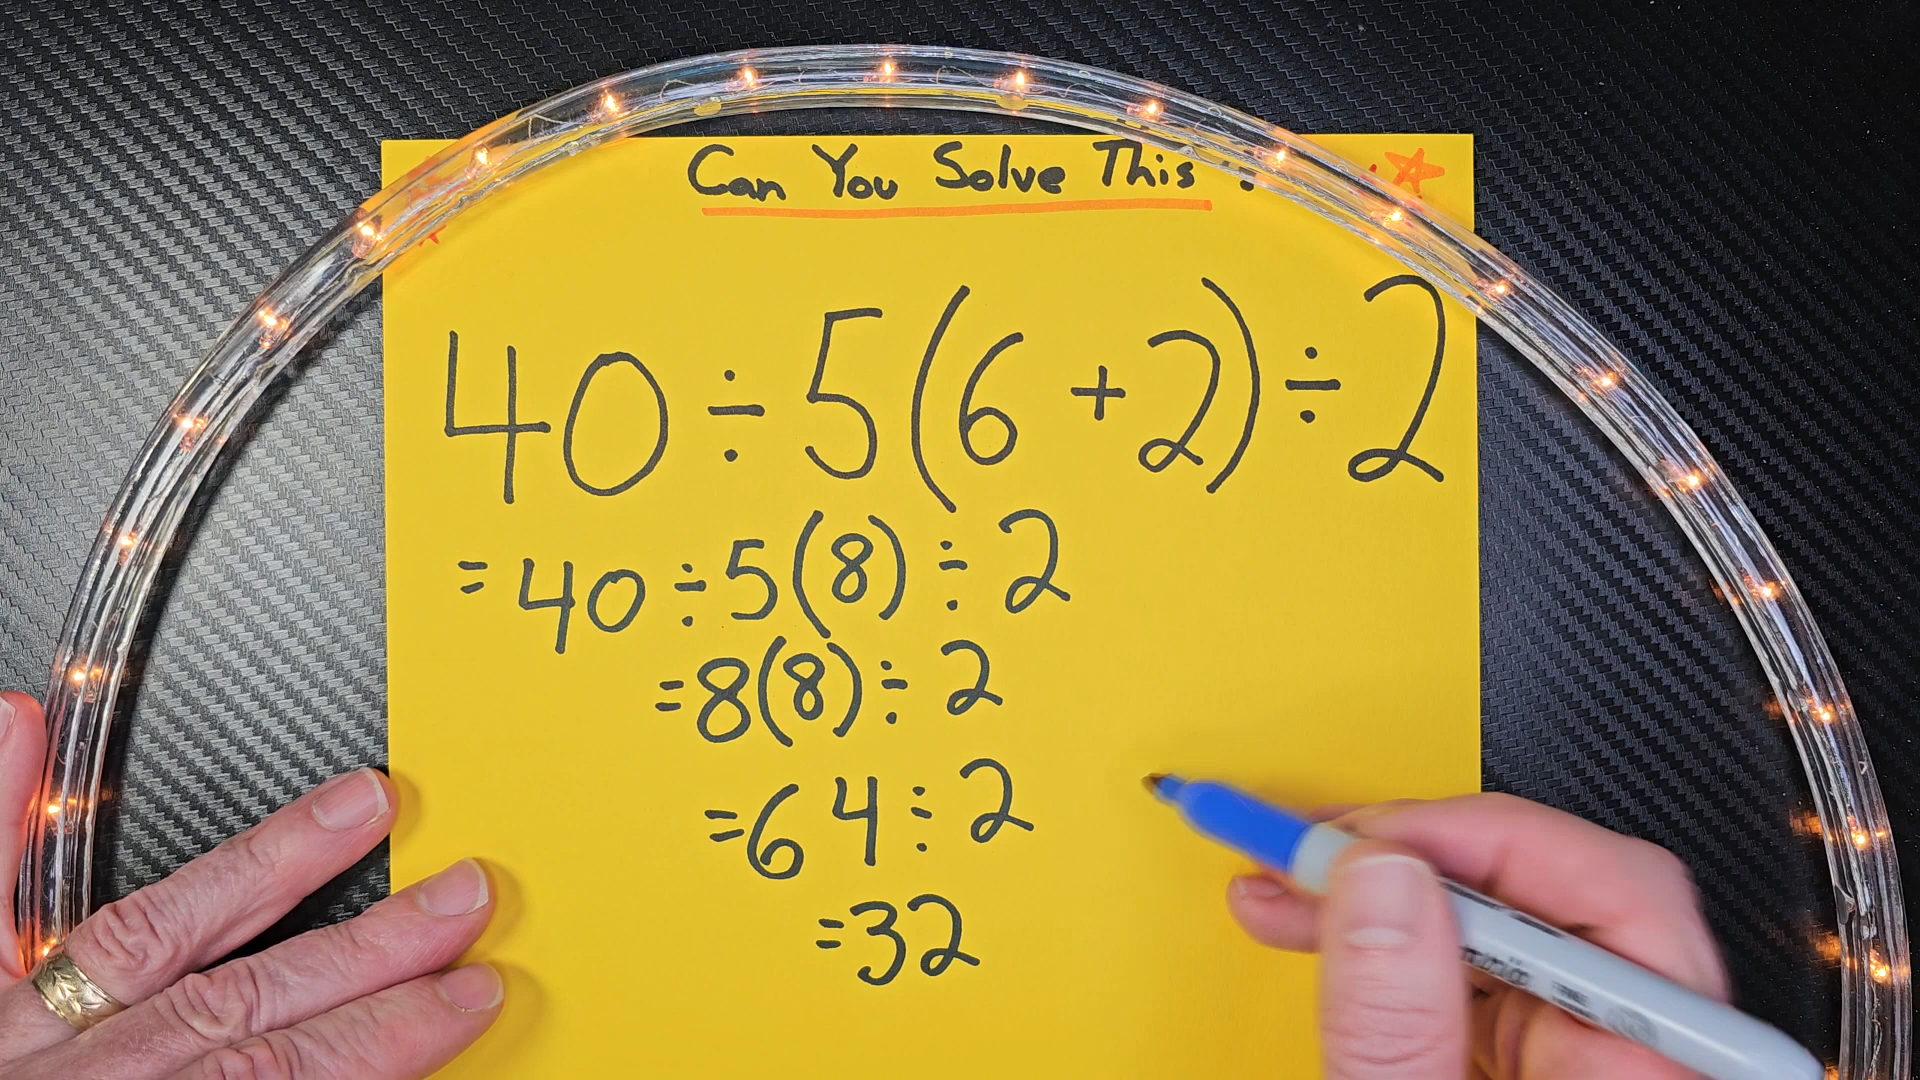 Can You Solve This
40 ÷ 5(6 + 2) ÷ 2
= 40 ÷ 5(8) ÷ 2
= 8(8) ÷ 2
= 64 ÷ 2
= 32